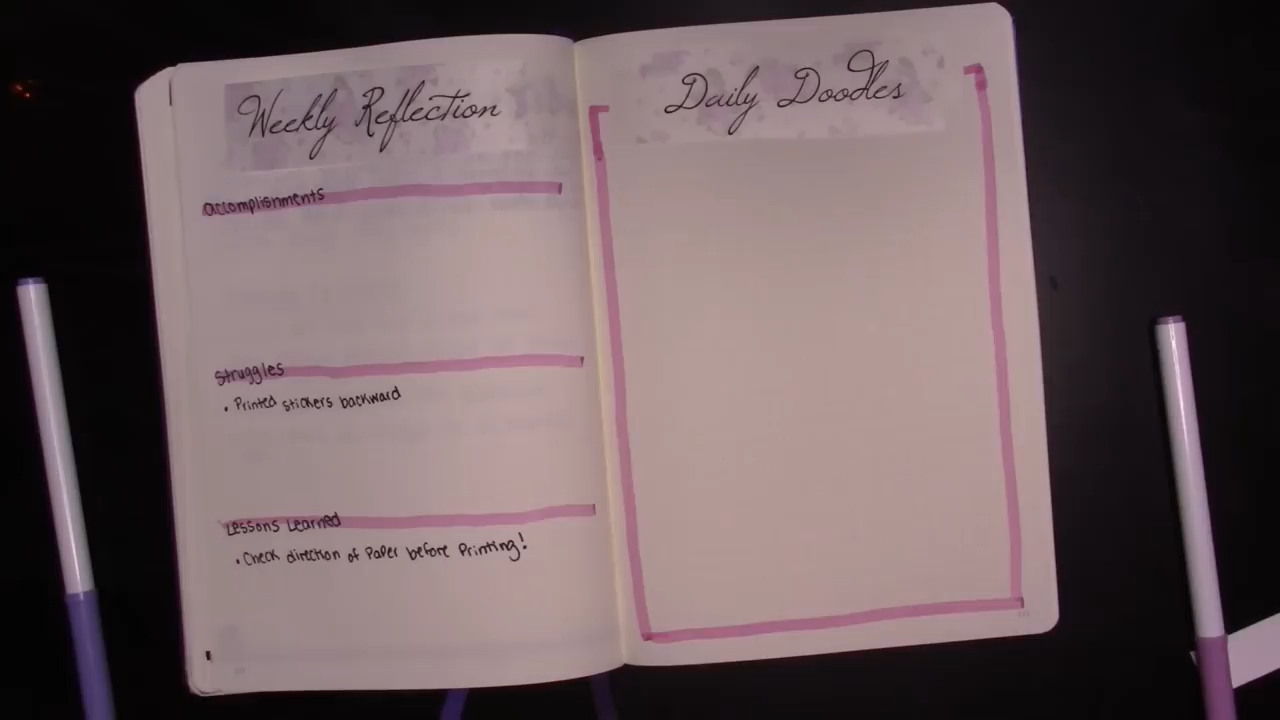 Weekly Reflection
accomplishments
Struggles
• Printed stickers backward
Lessons Learned
• Check direction of Paper before Printing!
Daily Doodles